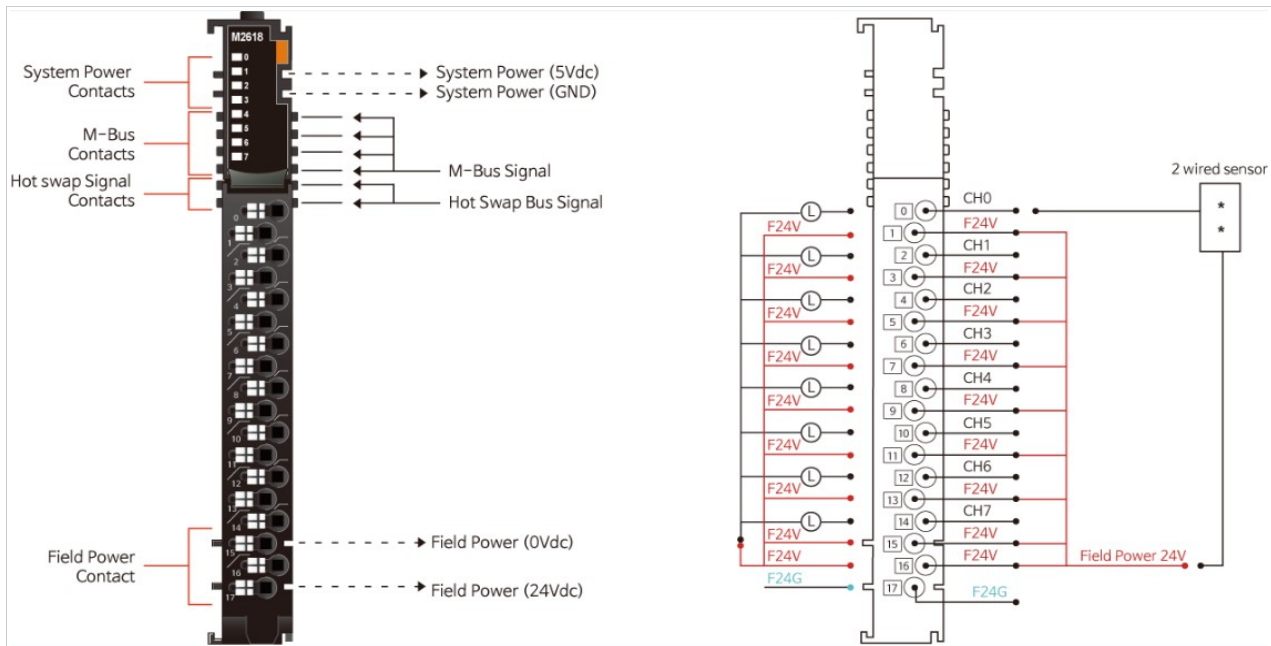 M2618
0
1
2
3
4
5
6
7
System Power
Contacts
M-Bus
Contacts
Hot swap Signal
Contacts
Field Power
Contact
System Power (5Vdc)
System Power (GND)
M-Bus Signal
Hot Swap Bus Signal
Field Power (0Vdc)
Field Power (24Vdc)
0
1
2
3
4
5
6
7
8
9
10
11
12
13
14
15
16
17
L
F24V
L
F24V
L
F24V
L
F24V
L
F24V
L
F24V
L
F24V
L
F24V
F24V
F24G
0
1
2
3
4
5
6
7
8
9
10
11
12
13
14
15
16
17
CH0
F24V
CH1
F24V
CH2
F24V
CH3
F24V
CH4
F24V
CH5
F24V
CH6
F24V
CH7
F24V
F24V
F24G
2 wired sensor
*
*
Field Power 24V